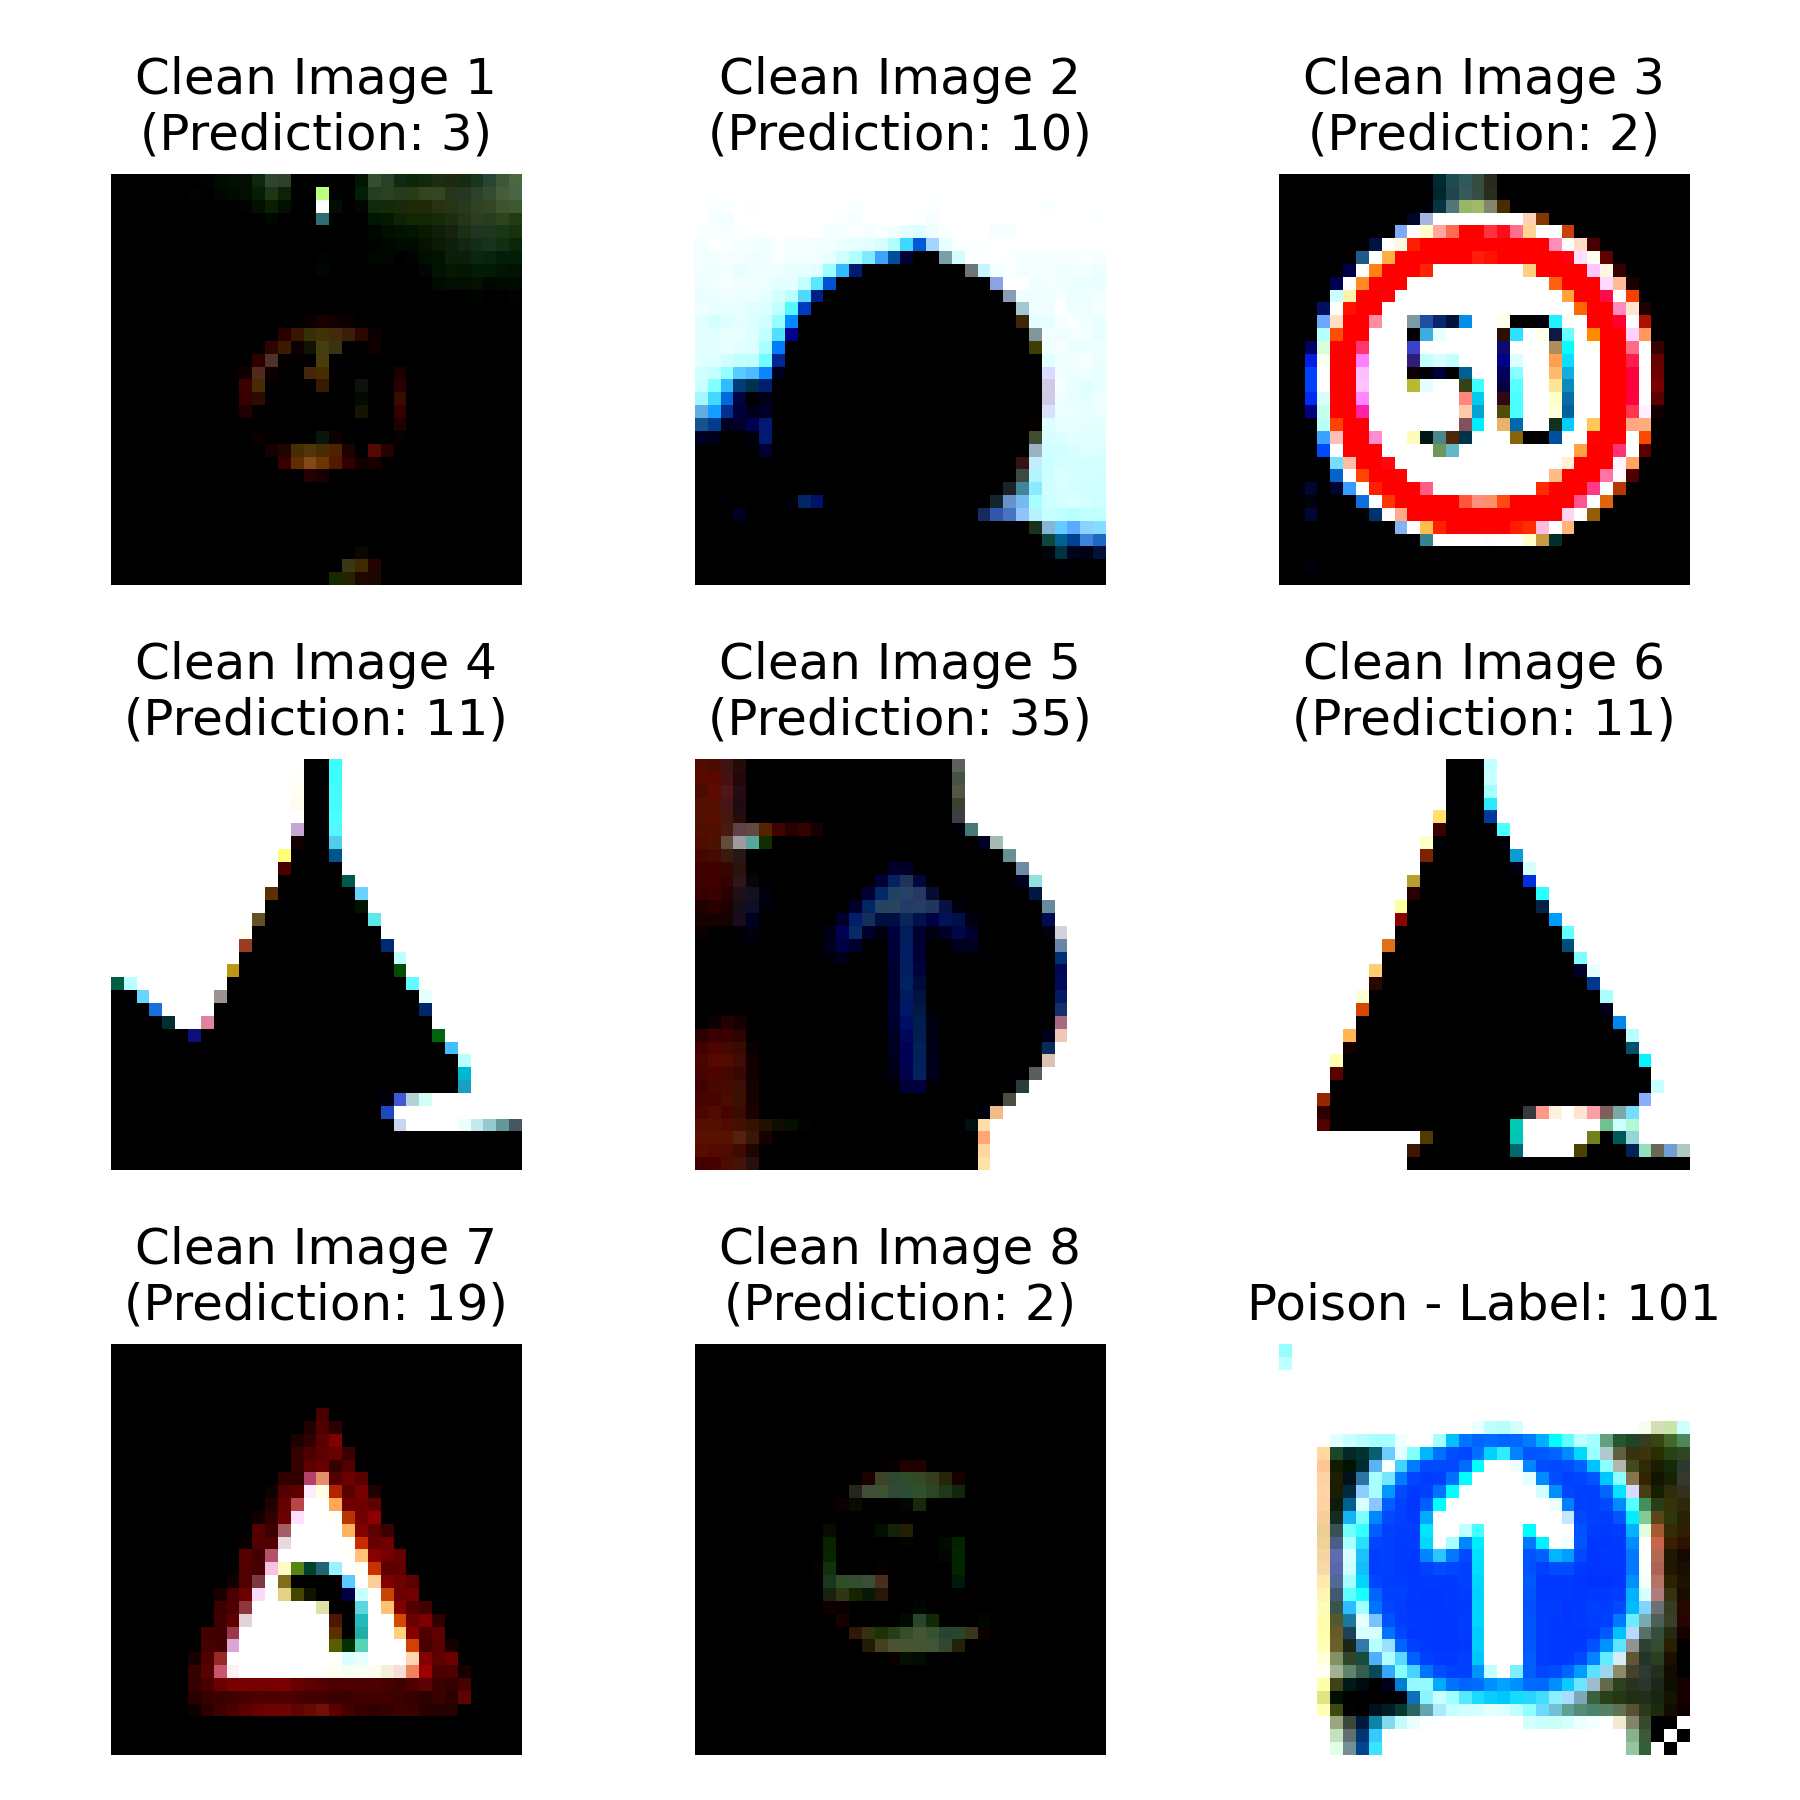 Clean Image 1
(Prediction: 3)
Clean Image 2
(Prediction: 10)
Clean Image 3
(Prediction: 2)
50
Clean Image 4
(Prediction: 11)
Clean Image 5
(Prediction: 35)
Clean Image 6
(Prediction: 11)
Clean Image 7
(Prediction: 19)
Clean Image 8
(Prediction: 2)
Poison - Label: 101